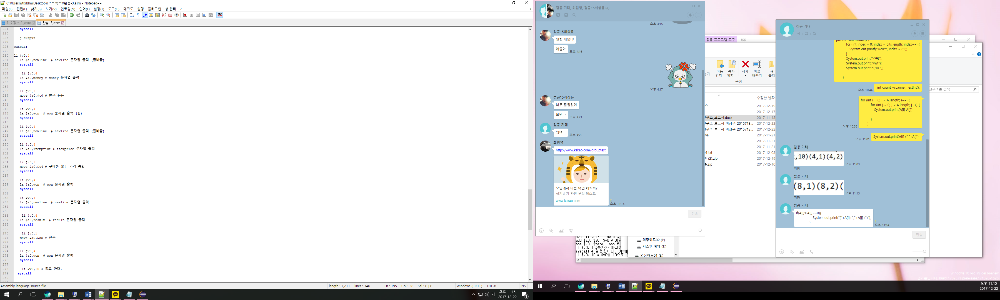 C:₩Users₩tkddn₩Desktop₩프로젝트₩완성-3.asm - Notepad++
파일(F) 편집(E) 찾기(S) 보기(V) 인코딩(N) 언어(L) 설정(T) 도구(O) 매크로 실행 플러그인 창 관리 ? X
최소값소스.asm 완성-3.asm
224 syscall
225
226 j output
227
228 output:
229
230 li $v0,4
231 la $a0,newline # newline 문자열 출력 (줄바꿈)
232 syscall
233
234 li $v0,4
235 la $a0,money # money 문자열 출력
236 syscall
237
238 li $v0,1
239 move $a0,$t0 # 받은 용돈
240 syscall
241
242 li $v0,4
243 la $a0,won # won 문자열 출력 (원)
244 syscall
245
246 li $v0,4
247 la $a0,newline # newline 문자열 출력 (줄바꿈)
248 syscall
249
250 li $v0,4
251 la $a0,itemprice # itemprice 문자열 출력
252 syscall
253
254 li $v0,1
255 move $a0,$t4 # 구매한 물건 가격 총합
256 syscall
257
258 li $v0,4
259 la $a0,won # won 문자열 출력
260 syscall
261
262 li $v0,4
263 la $a0,newline # newline 문자열 출력
264 syscall
265
266 li $v0,4
267 la $a0,result # result 문자열 출력
268 syscall
269
270 li $v0,1
271 move $a0,$s5 # 잔돈
272 syscall
273
274 li $v0,4
275 la $a0,won # won 문자열 출력
276 syscall
277
278 li $v0,10 # 종료 한다.
279 syscall
280
Assembly language source file length : 7,211 lines : 346 Ln : 195 Col : 38 Sel : 0 | 0 Windows (CR LF) UTF-8 INS
가 오후 11:15
2017-12-22
컴공 기태, 최원영, 컴공15최상용 (4)
오후 4:15
컴공15최상용
인턴 재밌냐
얘들아 오후 4:16
오후 4:17
컴공15최상용
너무 할일없이
보낸다 오후 4:21
컴공 기태
잉여다 오후 4:22
최원영
http://www.kakao.com/grouptest
모임에서 나는 어떤 캐릭터?
싱기방기 완전 분석 테스트
www.kakao.com
2
오후 11:14
전송
응용 프로그램 도구 app
이동 위치
복사 위치
삭제
이름 바꾸기
새 폴더
구성
산구조론 검색
수정한 날짜
2017-12-19
2017-12-17
구조_보고서.docx 2017-11-13
구조_보고서_이상우_2015713... 2017-12-22
구조_보고서_이상우_2015713... 2017-12-22
va 2017-11-21
2017-11-21
2017-11-21
01.txt 2017-12-03
(2).zip 2017-12-19
.zip 2017-12-10
add $a0, $a0, $v0 #
bne $v0, $zero, loop #
li $v0, 1 #숫자가 아니
syscall # 실행합니다.
li $v0, 10 # $v0를 10으로
외장하드02 (J:)
시스템 예약 (Z:)
외장하드01 (E:)
컴공 기태
private void header() {
for (int index = 0; index < bits.length; index++) {
System.out.printf("%c₩t", index + 65);
}
System.out.print("^₩t");
System.out.print("v₩t");
System.out.println("⊕ ");
}
오후 10:44 int count =scanner.nextInt();
for (int i = 0; i < A.length; i++) {
for (int j = 0; j < A.length; j++) {
System.out.print(A[i] A[j])
}
}
오후 10:53
오후 11:01 System.out.print(A[i]+","+A[j])
컴공 기태
,10)(4,1)(4,2)
오후 11:03
저장
컴공 기태
(8,1)(8,2)(
오후 11:13
저장
컴공 기태
if(A[i]%A[j]==0){
System.out.print("("+A[i]+","+A[j]+")");
}
오후 11:14
전송
Windows 10 Pro Insider Preview
오후 11:15
2017-12-22